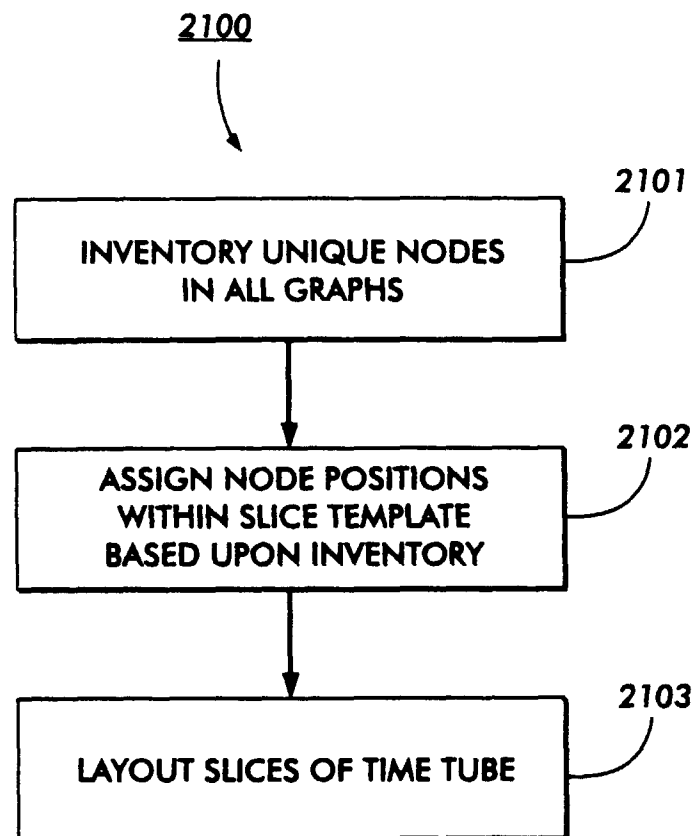 2100
2101
INVENTORY UNIQUE NODES
IN ALL GRAPHS
2102
ASSIGN NODE POSITIONS
WITHIN SLICE TEMPLATE
BASED UPON INVENTORY
2103
LAYOUT SLICES OF TIME TUBE